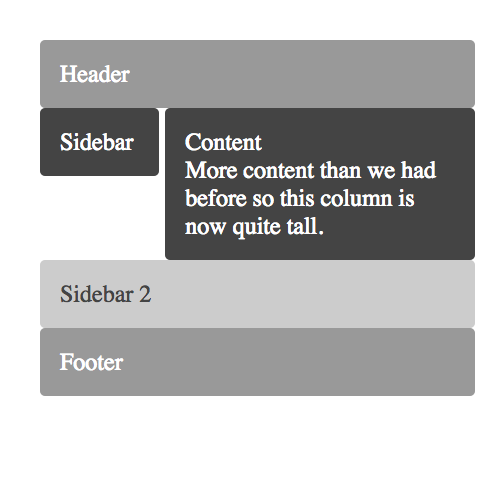 Header
Sidebar
Content
More content than we had
before so this column is
now quite tall.
Sidebar 2
Footer